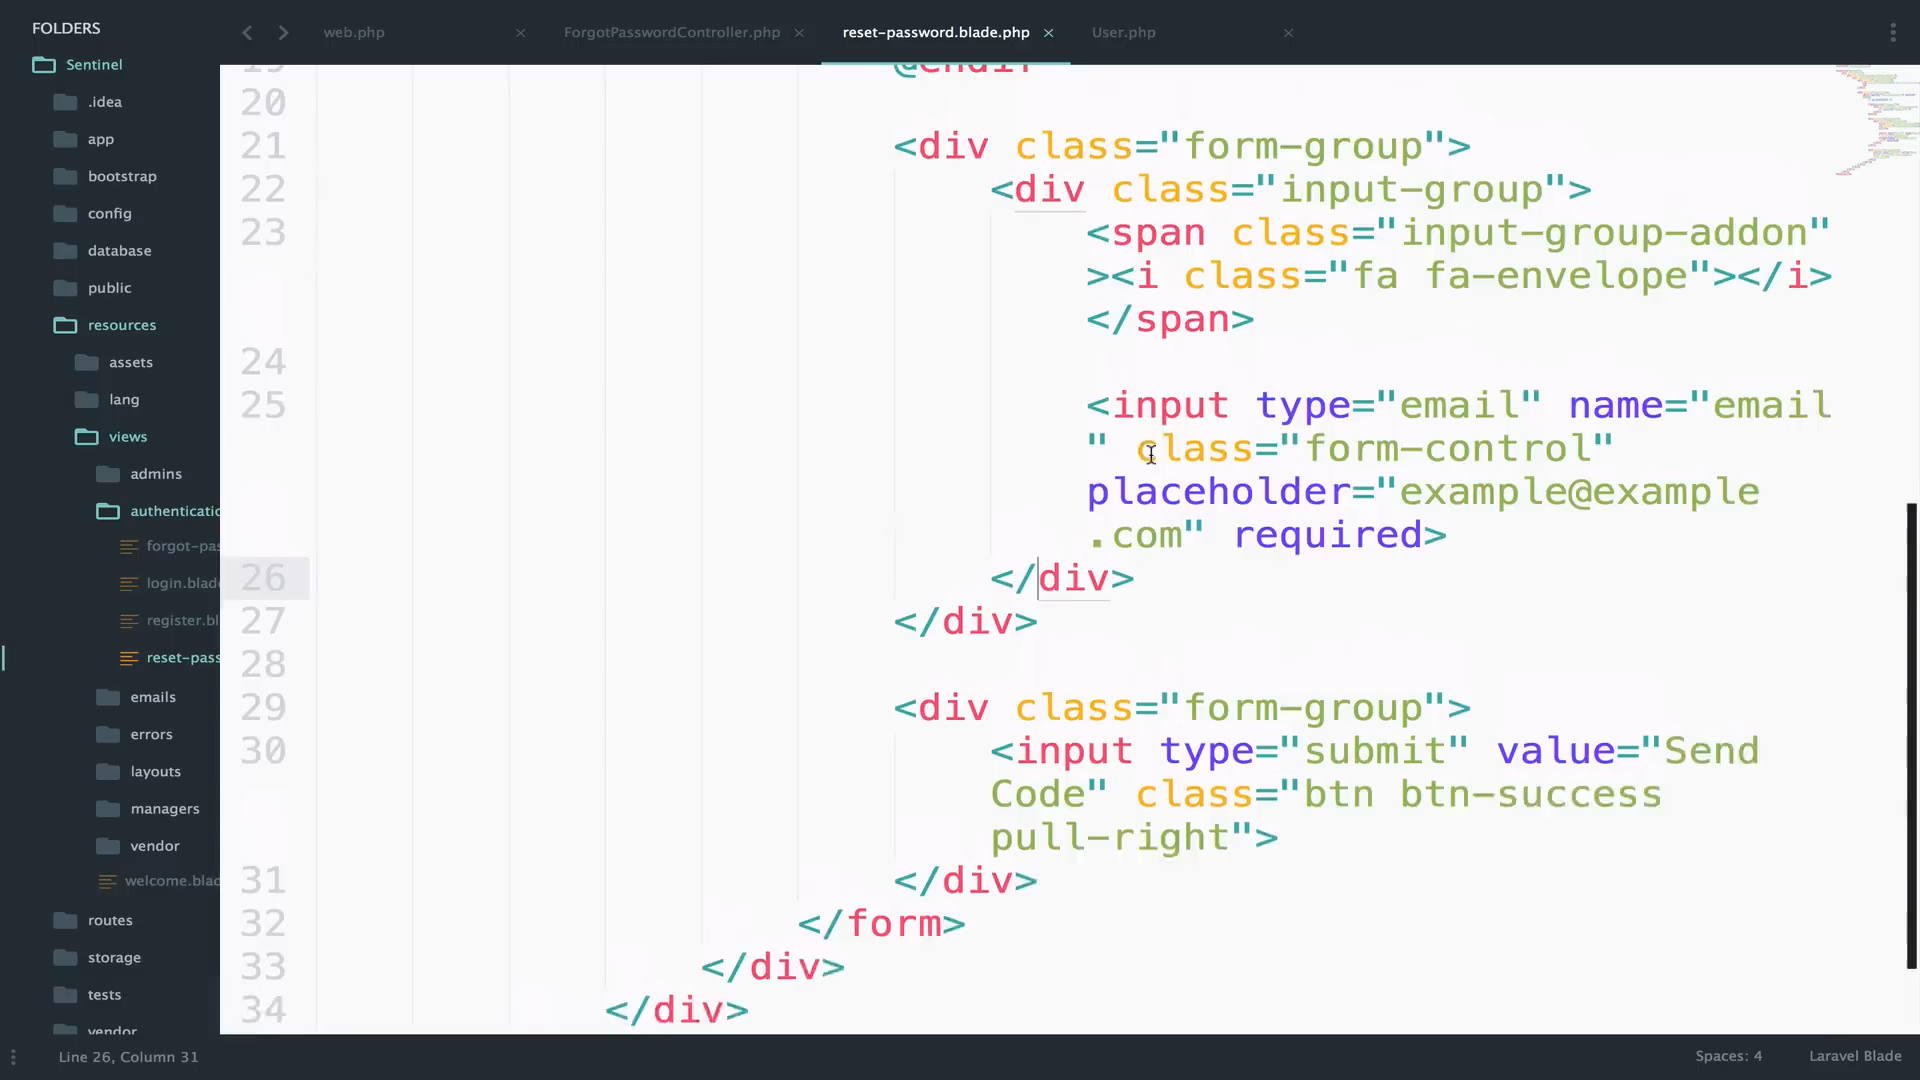 FOLDERS
web.php
ForgotPasswordController.php
reset-password.blade.php
User.php
Sentinel
.idea
app
bootstrap
config
database
public
resources
assets
lang
views
admins
authenticatio
forgot-pas
login.blade
register.bl
reset-pass
emails
errors
layouts
managers
vendor
welcome.blad
routes
storage
tests
vendor
19 @endif
20
21 <div class="form-group">
22 <div class="input-group">
23 <span class="input-group-addon"
><i class="fa fa-envelope"></i>
</span>
24
25 <input type="email" name="email
" class="form-control"
placeholder="example@example
.com" required>
26 </div>
27 </div>
28
29 <div class="form-group">
30 <input type="submit" value="Send
Code" class="btn btn-success
pull-right">
31 </div>
32 </form>
33 </div>
34 </div>
Line 26, Column 31
Spaces: 4
Laravel Blade